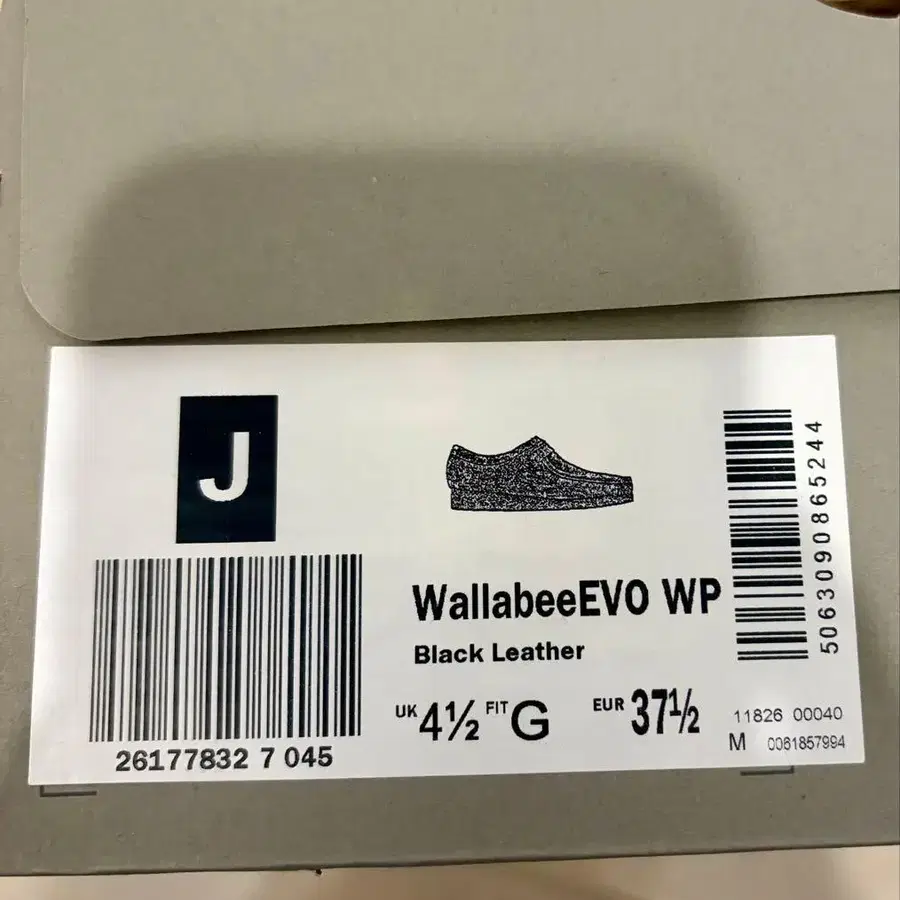 J
26177832 7 045
WallabeeEVO WP
Black Leather
UK 4½ FIT G EUR 37½
5063090865244
11826 00040
M 0061857994